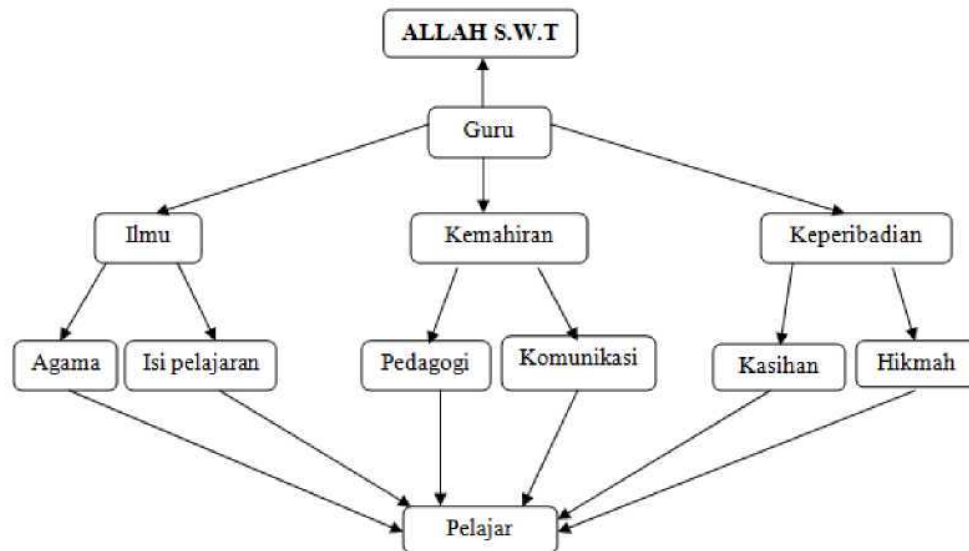 ALLAH S.W.T
Guru
Ilmu
Kemahiran
Keperibadian
Agama
Isi pelajaran
Pedagogi
Komunikasi
Kasihan
Hikmah
Pelajar